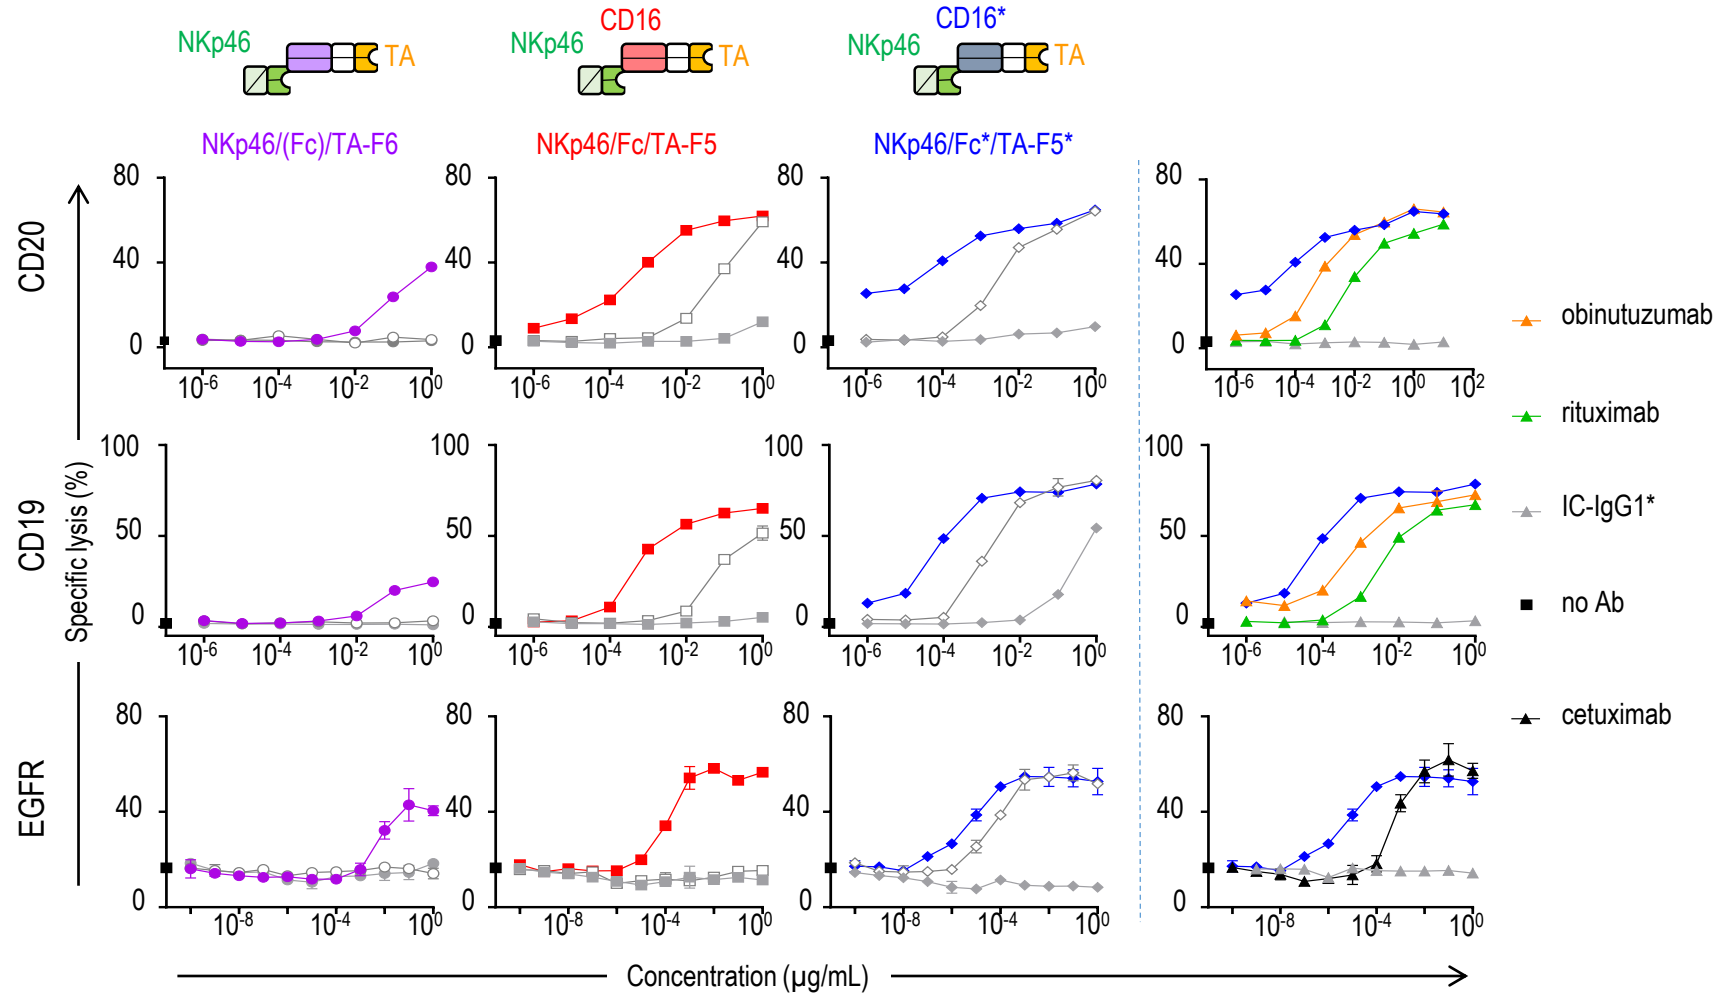 NKp46 TA
CD16
NKp46 TA
CD16*
NKp46 TA
NKp46/(Fc)/TA-F6
NKp46/Fc/TA-F5
NKp46/Fc*/TA-F5*
CD20
80 40 0
10⁻⁶ 10⁻⁴ 10⁻² 10⁰
80 40 0
10⁻⁶ 10⁻⁴ 10⁻² 10⁰
80 40 0
10⁻⁶ 10⁻⁴ 10⁻² 10⁰
80 40 0
10⁻⁶ 10⁻⁴ 10⁻² 10⁰ 10²
CD19
100 50 0
10⁻⁶ 10⁻⁴ 10⁻² 10⁰
100 50 0
10⁻⁶ 10⁻⁴ 10⁻² 10⁰
100 50 0
10⁻⁶ 10⁻⁴ 10⁻² 10⁰
100 50 0
10⁻⁶ 10⁻⁴ 10⁻² 10⁰
EGFR
80 40 0
10⁻⁸ 10⁻⁴ 10⁰
80 40 0
10⁻⁸ 10⁻⁴ 10⁰
80 40 0
10⁻⁸ 10⁻⁴ 10⁰
80 40 0
10⁻⁸ 10⁻⁴ 10⁰
Specific lysis (%)
Concentration (µg/mL)
obinutuzumab
rituximab
IC-IgG1*
no Ab
cetuximab